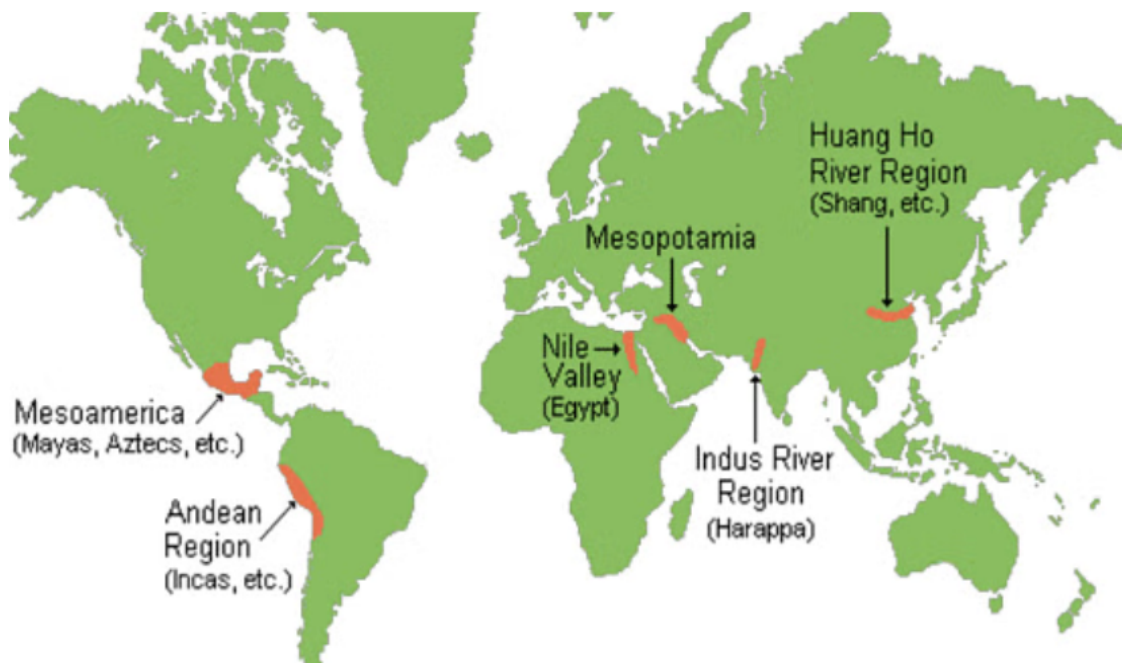 Huang Ho
River Region
(Shang, etc.)
Mesopotamia
Nile
Valley
(Egypt)
Mesoamerica
(Mayas, Aztecs, etc.)
Indus River
Region
(Harappa)
Andean
Region
(Incas, etc.)